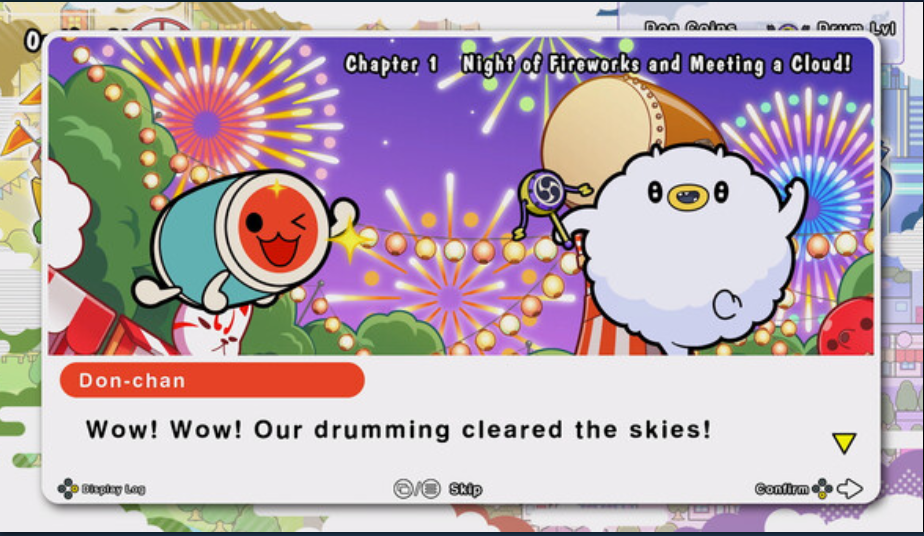 Don Coins Drum Lvl
Chapter 1 Night of Fireworks and Meeting a Cloud!
Don-chan
Wow! Wow! Our drumming cleared the skies!
Display Log
Skip
Confirm